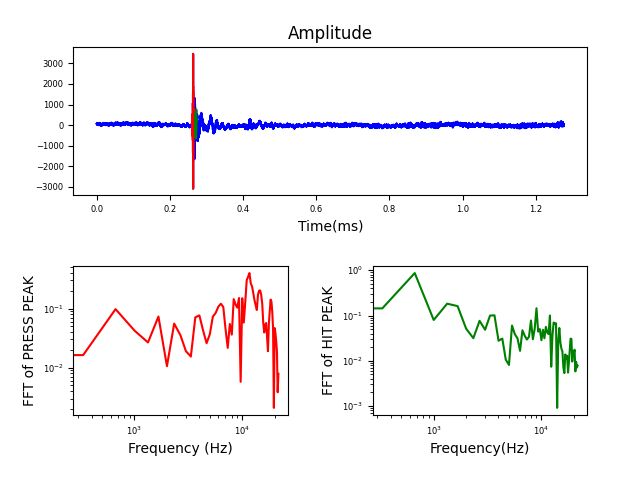 Amplitude
3000
2000
1000
0
−1000
−2000
−3000
0.0 0.2 0.4 0.6 0.8 1.0 1.2
Time(ms)
FFT of PRESS PEAK
10⁻¹
10⁻²
10³ 10⁴
Frequency (Hz)
FFT of HIT PEAK
10⁰
10⁻¹
10⁻²
10⁻³
10³ 10⁴
Frequency(Hz)